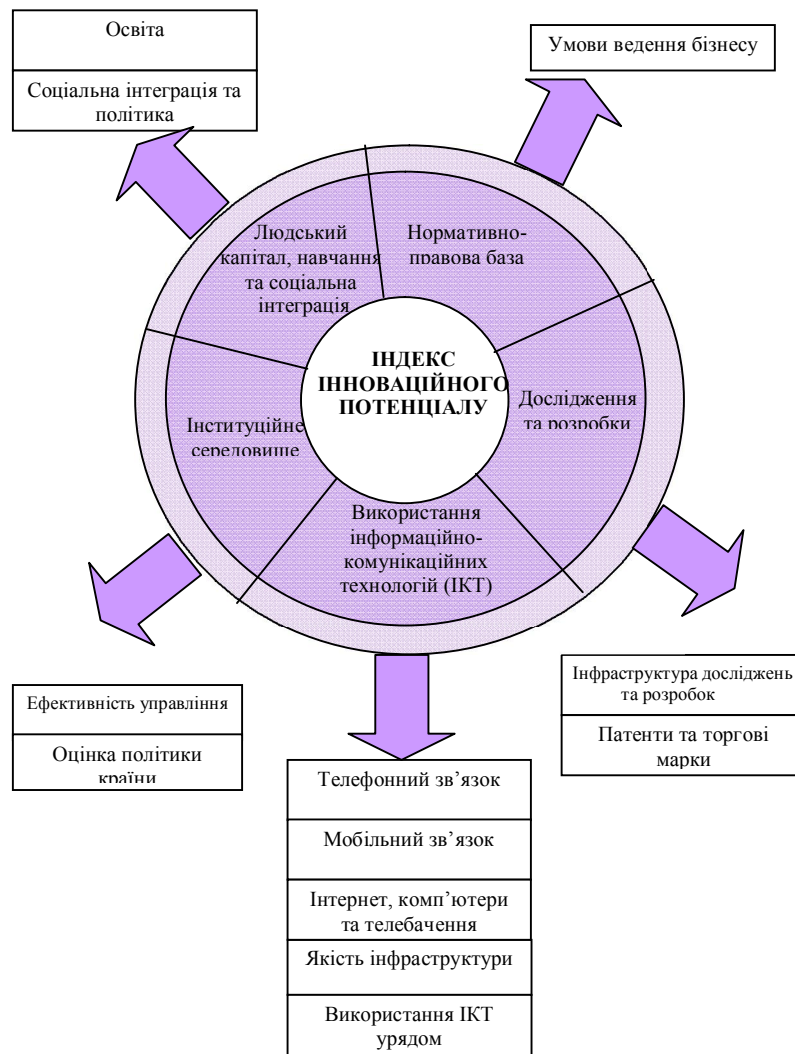 Освіта
Соціальна інтеграція та
політика
Умови ведення бізнесу
Людський
капітал, навчання
та соціальна
інтеграція
Нормативно-
правова база
ІНДЕКС
ІННОВАЦІЙНОГО
ПОТЕНЦІАЛУ
Дослідження
та розробки
Інституційне
середовище
Використання
інформаційно-
комунікаційних
технологій (ІКТ)
Ефективність управління
Оцінка політики
країни
Інфраструктура досліджень
та розробок
Патенти та торгові
марки
Телефонний зв’язок
Мобільний зв’язок
Інтернет, комп’ютери
та телебачення
Якість інфраструктури
Використання ІКТ
урядом